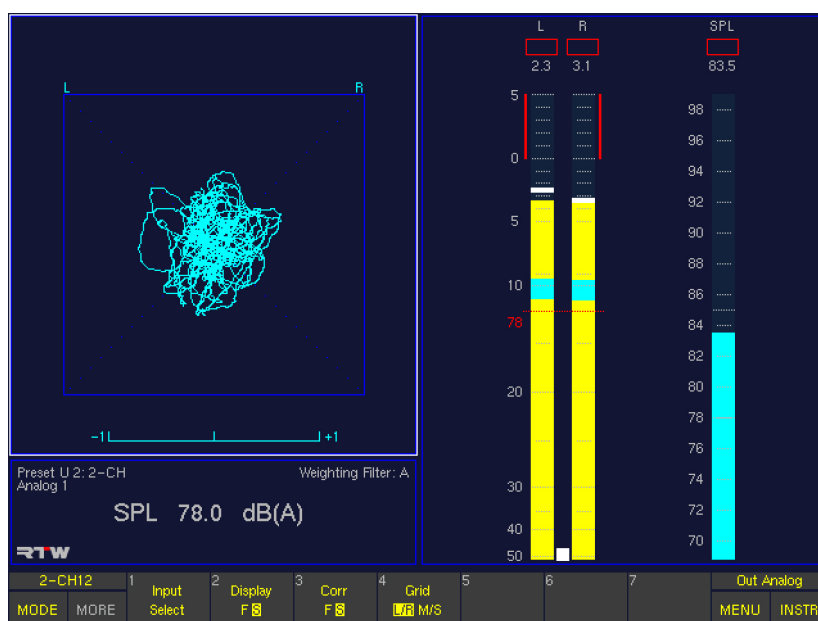 L R SPL
2.3 3.1 83.5
L R
5
0
5
10
78
20
30
40
50
98
96
94
92
90
88
86
84
82
80
78
76
74
72
70
-1 +1
Preset U 2: 2-CH Weighting Filter: A
Analog 1
SPL 78.0 dB(A)
RTW
2-CH12 1 Input 2 Display 3 Corr 4 Grid 5 6 7 Out Analog
MODE MORE Select F S F S L/R M/S MENU INSTR